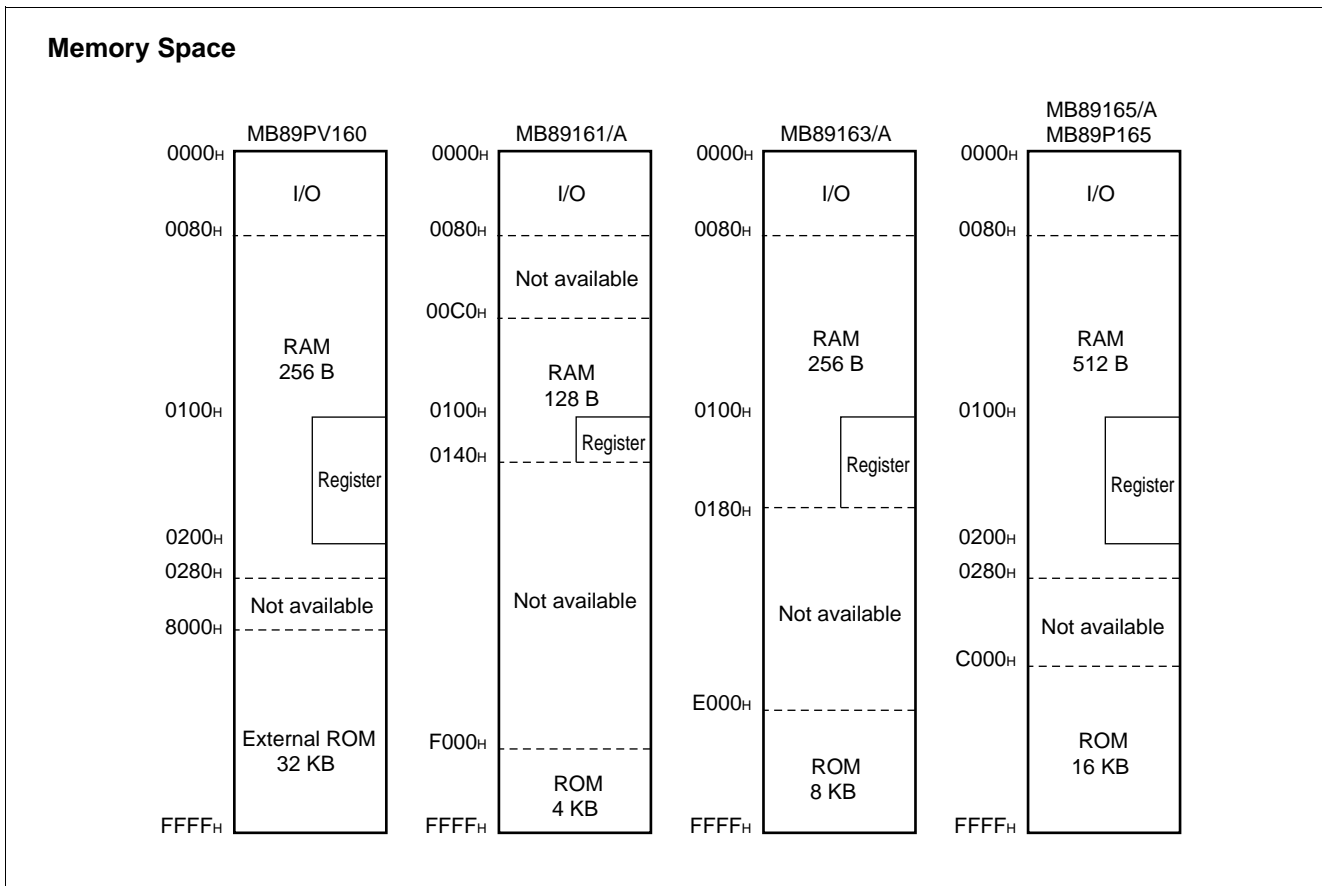 Memory Space
MB89PV160
0000H
I/O
0080H
RAM
256 B
0100H
Register
0200H
0280H
Not available
8000H
External ROM
32 KB
FFFFH
MB89161/A
0000H
I/O
0080H
Not available
00C0H
RAM
128 B
0100H
Register
0140H
Not available
F000H
ROM
4 KB
FFFFH
MB89163/A
0000H
I/O
0080H
RAM
256 B
0100H
Register
0180H
Not available
E000H
ROM
8 KB
FFFFH
MB89165/A
MB89P165
0000H
I/O
0080H
RAM
512 B
0100H
Register
0200H
0280H
Not available
C000H
ROM
16 KB
FFFFH